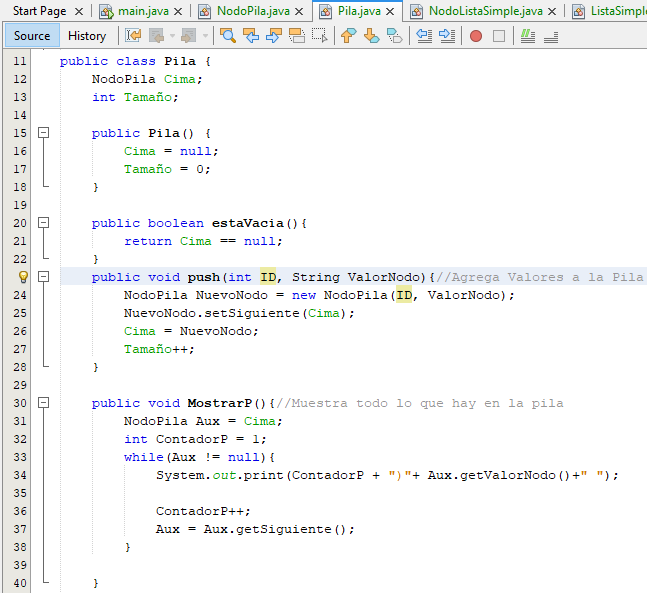 Start Page main.java NodoPila.java Pila.java NodoListaSimple.java ListaSimple
Source History
11 public class Pila {
12 NodoPila Cima;
13 int Tamaño;
14
15 public Pila() {
16 Cima = null;
17 Tamaño = 0;
18 }
19
20 public boolean estaVacia(){
21 return Cima == null;
22 }
public void push(int ID, String ValorNodo){//Agrega Valores a la Pila
24 NodoPila NuevoNodo = new NodoPila(ID, ValorNodo);
25 NuevoNodo.setSiguiente(Cima);
26 Cima = NuevoNodo;
27 Tamaño++;
28 }
29
30 public void MostrarP(){//Muestra todo lo que hay en la pila
31 NodoPila Aux = Cima;
32 int ContadorP = 1;
33 while(Aux != null){
34 System.out.print(ContadorP + ")"+ Aux.getValorNodo()+" ");
35
36 ContadorP++;
37 Aux = Aux.getSiguiente();
38 }
39
40 }